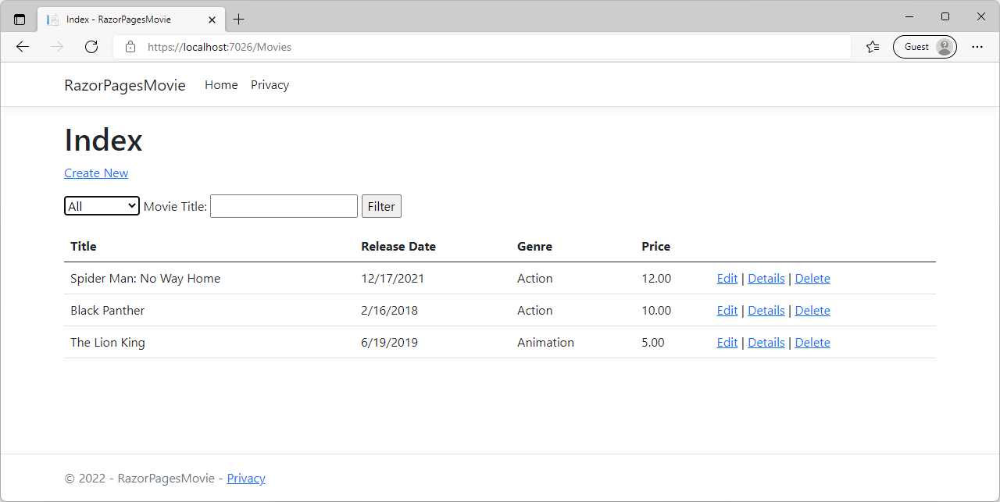 Index - RazorPagesMovie
https://localhost:7026/Movies
Guest
RazorPagesMovie Home Privacy
Index
Create New
All Movie Title: Filter
Title Release Date Genre Price
Spider Man: No Way Home 12/17/2021 Action 12.00 Edit | Details | Delete
Black Panther 2/16/2018 Action 10.00 Edit | Details | Delete
The Lion King 6/19/2019 Animation 5.00 Edit | Details | Delete
© 2022 - RazorPagesMovie - Privacy